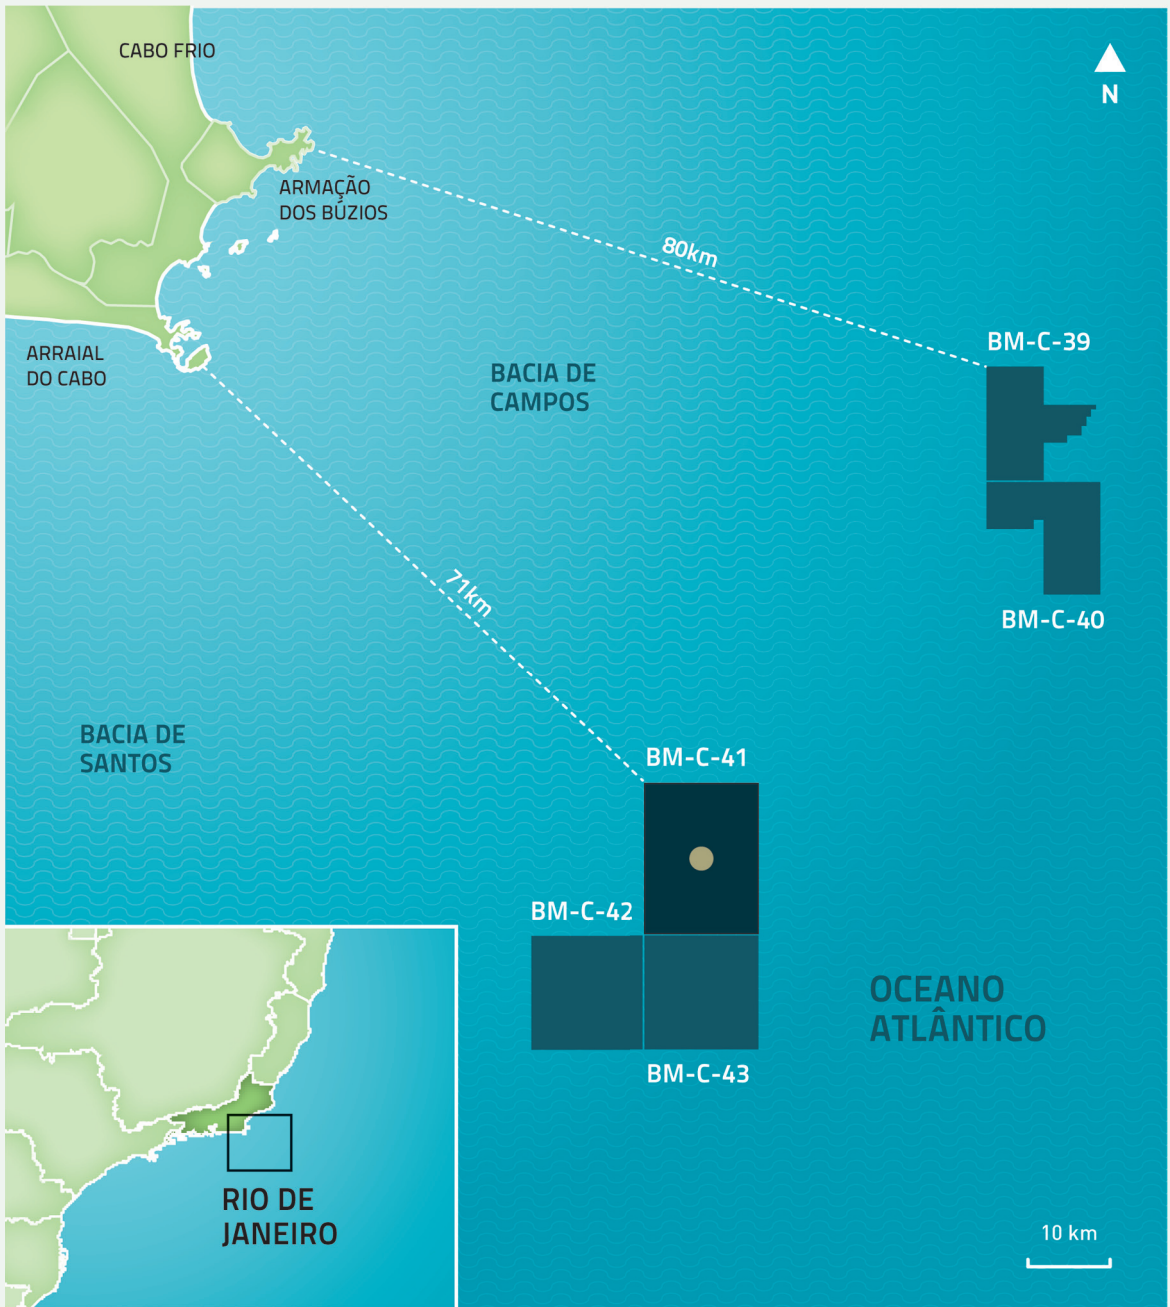 CABO FRIO
N
ARMAÇÃO
DOS BÚZIOS
80km
BM-C-39
ARRAIAL
DO CABO
BACIA DE
CAMPOS
71km
BM-C-40
BACIA DE
SANTOS
BM-C-41
BM-C-42
OCEANO
ATLÂNTICO
BM-C-43
RIO DE
JANEIRO
10 km